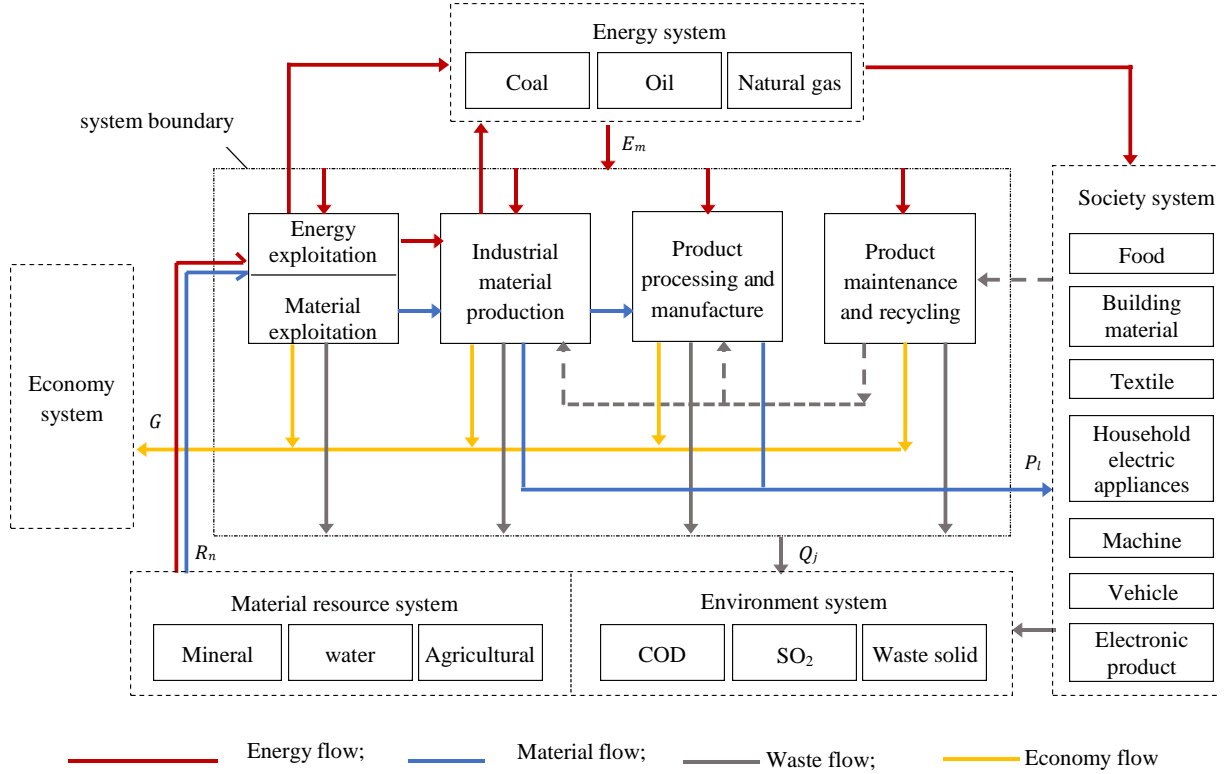 Energy system
Coal
Oil
Natural gas
system boundary
E_m
Society system
Energy
exploitation
Material
exploitation
Industrial
material
production
Product
processing and
manufacture
Product
maintenance
and recycling
Food
Building
material
Textile
Household
electric
appliances
Machine
Vehicle
Electronic
product
Economy
system
G
P_l
R_n
Q_j
Material resource system
Mineral
water
Agricultural
Environment system
COD
SO₂
Waste solid
Energy flow;
Material flow;
Waste flow;
Economy flow